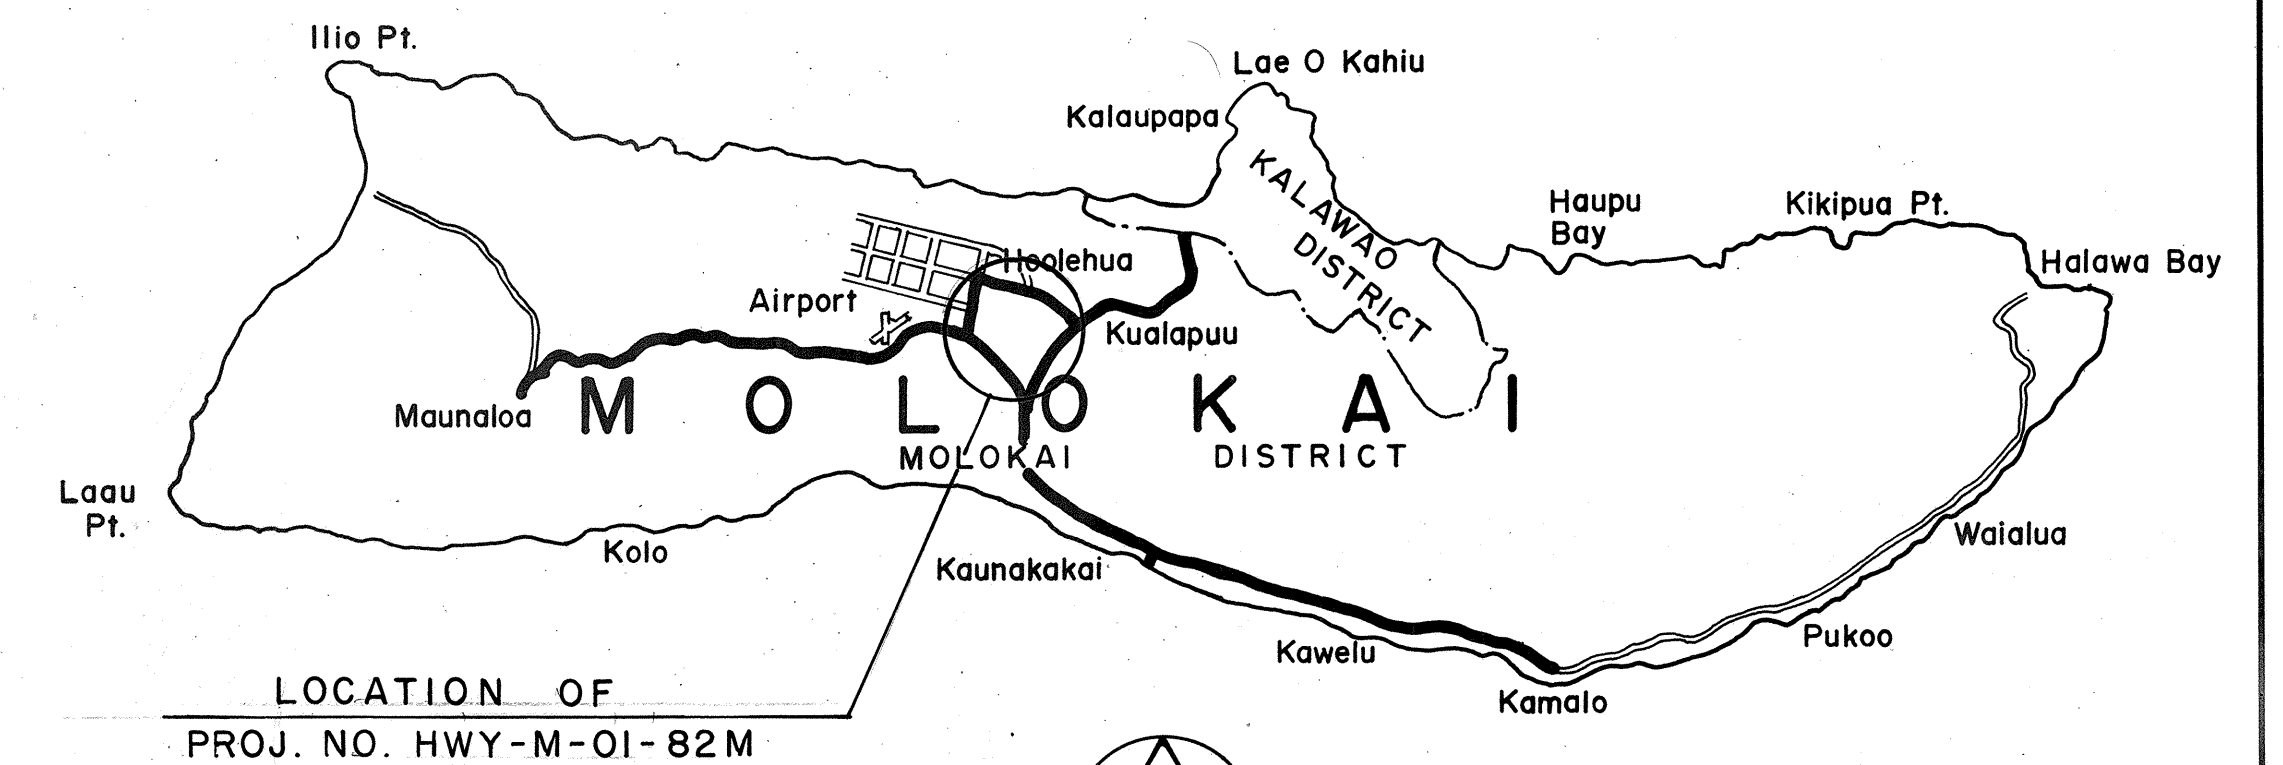 Ilio Pt.
Lae O Kahiu
Kalaupapa
KALAWAO
DISTRICT
Haupu
Bay
Kikipua Pt.
Halawa Bay
Hoolehua
Airport
Kualapuu
MOLOKAI
Maunaloa
MOLOKAI DISTRICT
Laau
Pt.
Kolo
Kaunakakai
Waialua
Kawelu
Pukoo
Kamalo
LOCATION OF
PROJ. NO. HWY-M-01-82M